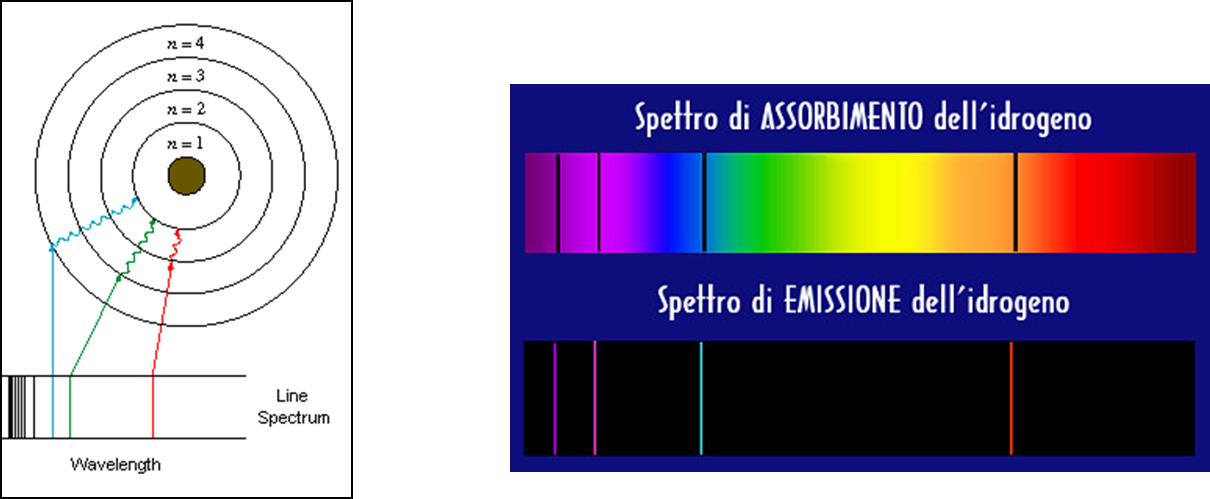 n = 4
n = 3
n = 2
n = 1
Line
Spectrum
Wavelength
Spettro di ASSORBIMENTO dell'idrogeno
Spettro di EMISSIONE dell'idrogeno